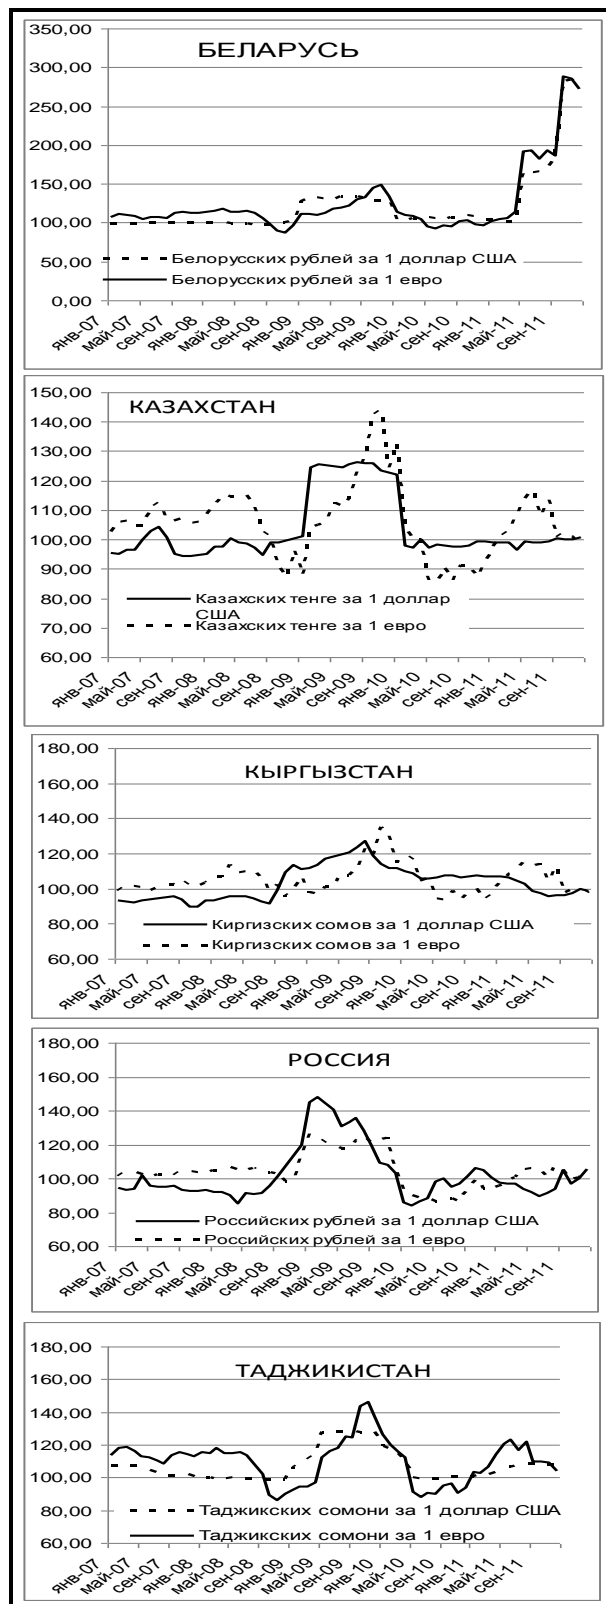 БЕЛАРУСЬ
350,00
300,00
250,00
200,00
150,00
100,00
50,00
0,00
Белорусских рублей за 1 доллар США
Белорусских рублей за 1 евро
янв-07
май-07
сен-07
янв-08
май-08
сен-08
янв-09
май-09
сен-09
янв-10
май-10
сен-10
янв-11
май-11
сен-11
КАЗАХСТАН
150,00
140,00
130,00
120,00
110,00
100,00
90,00
80,00
70,00
60,00
Казахских тенге за 1 доллар
США
Казахских тенге за 1 евро
янв-07
май-07
сен-07
янв-08
май-08
сен-08
янв-09
май-09
сен-09
янв-10
май-10
сен-10
янв-11
май-11
сен-11
КЫРГЫЗСТАН
180,00
160,00
140,00
120,00
100,00
80,00
60,00
Киргизских сомов за 1 доллар США
Киргизских сомов за 1 евро
янв-07
май-07
сен-07
янв-08
май-08
сен-08
янв-09
май-09
сен-09
янв-10
май-10
сен-10
янв-11
май-11
сен-11
РОССИЯ
180,00
160,00
140,00
120,00
100,00
80,00
60,00
Российских рублей за 1 доллар США
Российских рублей за 1 евро
янв-07
май-07
сен-07
янв-08
май-08
сен-08
янв-09
май-09
сен-09
янв-10
май-10
сен-10
янв-11
май-11
сен-11
ТАДЖИКИСТАН
180,00
160,00
140,00
120,00
100,00
80,00
60,00
Таджикских сомони за 1 доллар США
Таджикских сомони за 1 евро
янв-07
май-07
сен-07
янв-08
май-08
сен-08
янв-09
май-09
сен-09
янв-10
май-10
сен-10
янв-11
май-11
сен-11